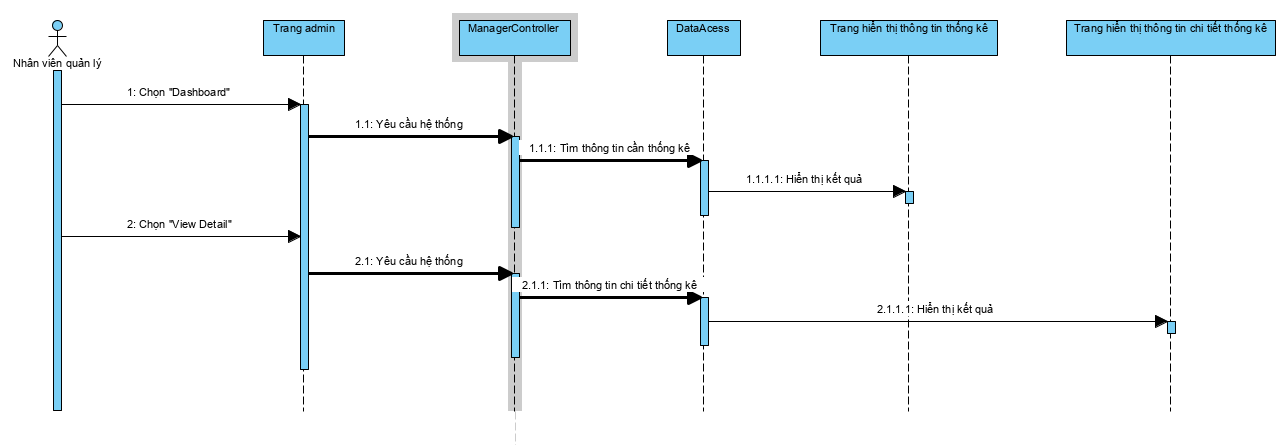 Nhân viên quản lý
Trang admin
ManagerController
DataAcess
Trang hiển thị thông tin thống kê
Trang hiển thị thông tin chi tiết thống kê
1: Chọn "Dashboard"
1.1: Yêu cầu hệ thống
1.1.1: Tìm thông tin cần thống kê
1.1.1.1: Hiển thị kết quả
2: Chọn "View Detail"
2.1: Yêu cầu hệ thống
2.1.1: Tìm thông tin chi tiết thống kê
2.1.1.1: Hiển thị kết quả